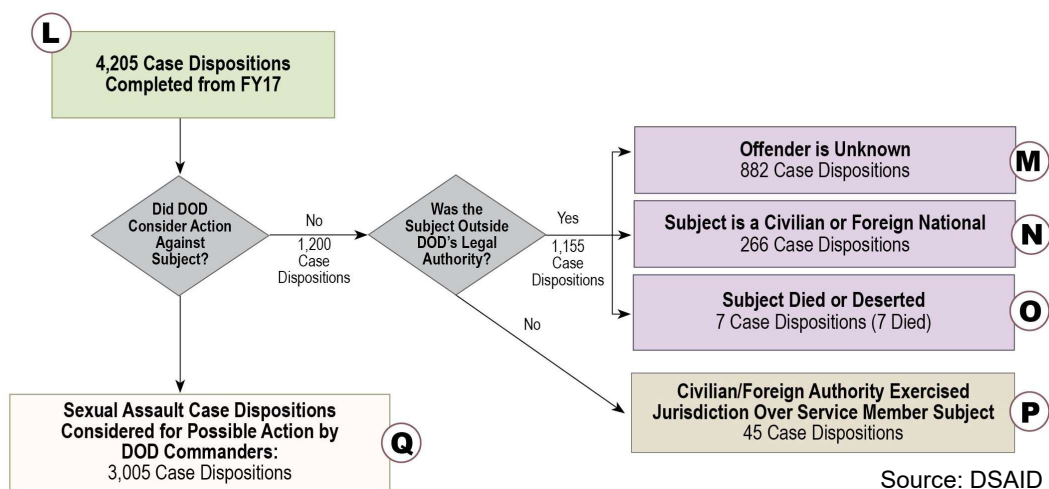 L
4,205 Case Dispositions
Completed from FY17
Did DOD
Consider Action
Against
Subject?
No
1,200
Case
Dispositions
Was the
Subject Outside
DOD's Legal
Authority?
Yes
1,155
Case
Dispositions
Offender is Unknown
882 Case Dispositions
M
Subject is a Civilian or Foreign National
266 Case Dispositions
N
Subject Died or Deserted
7 Case Dispositions (7 Died)
O
No
Civilian/Foreign Authority Exercised
Jurisdiction Over Service Member Subject
45 Case Dispositions
P
Sexual Assault Case Dispositions
Considered for Possible Action by
DOD Commanders:
3,005 Case Dispositions
Q
Source: DSAID